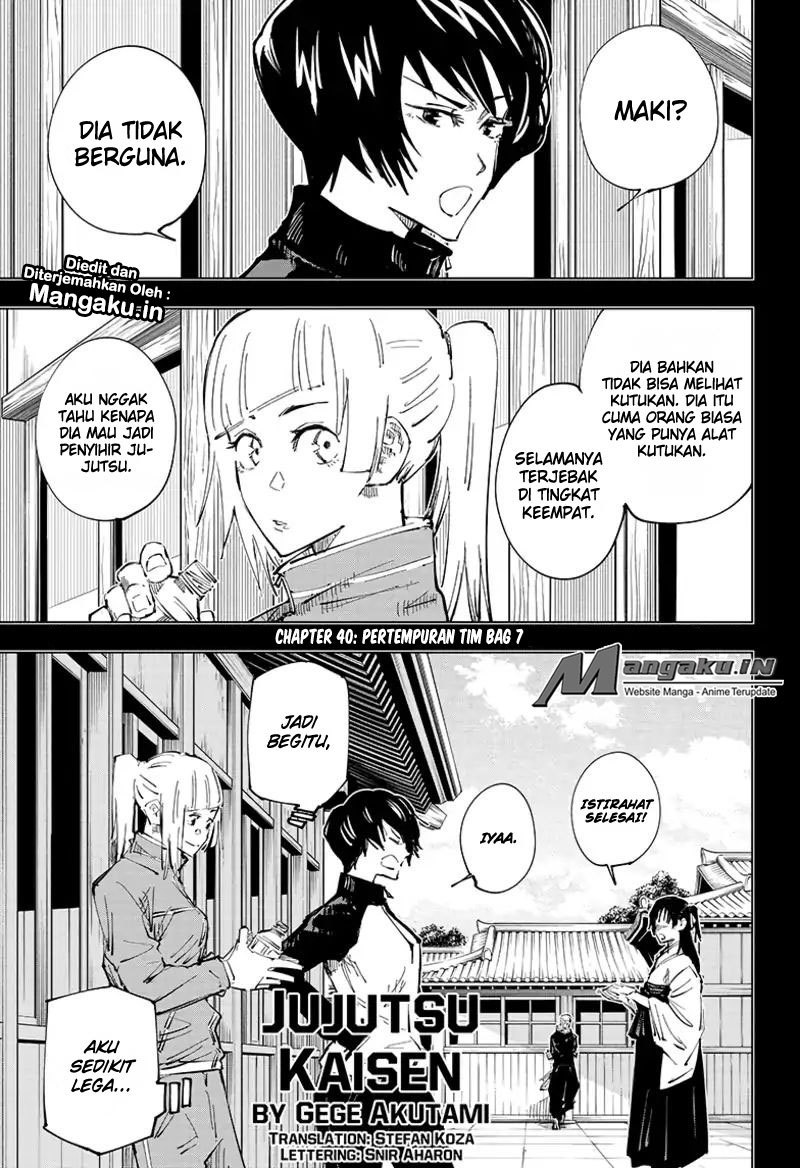 MAKI?
DIA TIDAK
BERGUNA.
Diedit dan
Diterjemahkan Oleh :
Mangaku.in
DIA BAHKAN
TIDAK BISA MELIHAT
KUTUKAN. DIA ITU
CUMA ORANG BIASA
YANG PUNYA ALAT
KUTUKAN.
SELAMANYA
TERJEBAK
DI TINGKAT
KEEMPAT.
AKU NGGAK
TAHU KENAPA
DIA MAU JADI
PENYIHIR JU-
JUTSU.
CHAPTER 40: PERTEMPURAN TIM BAG 7
Mangaku.iN
Website Manga - Anime Terupdate
ISTIRAHAT
SELESAI!
IYAA.
JADI
BEGITU,
AKU
SEDIKIT
LEGA...
JUJUTSU
KAISEN
BY GEGE AKUTAMI
TRANSLATION: STEFAN KOZA
LETTERING: SNIR AHARON